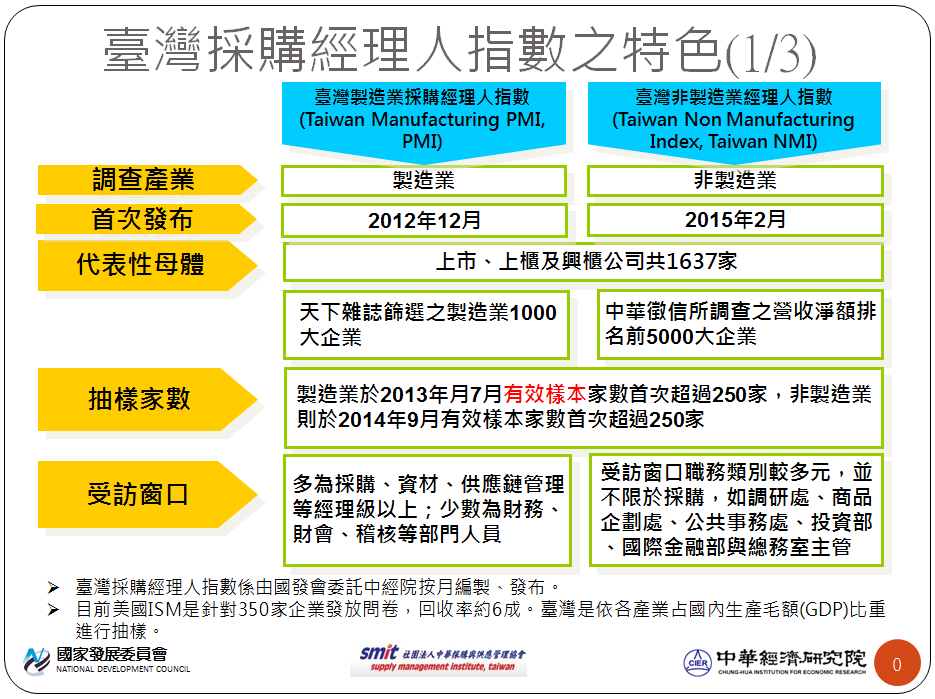 臺灣採購經理人指數之特色(1/3)
臺灣製造業採購經理人指數
(Taiwan Manufacturing PMI,
PMI)
臺灣非製造業經理人指數
(Taiwan Non Manufacturing
Index, Taiwan NMI)
調查產業
製造業
非製造業
首次發布
2012年12月
2015年2月
代表性母體
上市、上櫃及興櫃公司共1637家
天下雜誌篩選之製造業1000
大企業
中華徵信所調查之營收淨額排
名前5000大企業
抽樣家數
製造業於2013年月7月有效樣本家數首次超過250家，非製造業
則於2014年9月有效樣本家數首次超過250家
受訪窗口
多為採購、資材、供應鏈管理
等經理級以上；少數為財務、
財會、稽核等部門人員
受訪窗口職務類別較多元，並
不限於採購，如調研處、商品
企劃處、公共事務處、投資部
、國際金融部與總務室主管
臺灣採購經理人指數係由國發會委託中經院按月編製、發布。
目前美國ISM是針對350家企業發放問卷，回收率約6成。臺灣是依各產業占國內生產毛額(GDP)比重
進行抽樣。
國家發展委員會
NATIONAL DEVELOPMENT COUNCIL
smit 社團法人中華採購與供應管理協會
supply management institute, taiwan
CIER
中華經濟研究院
CHUNG-HUA INSTITUTION FOR ECONOMIC RESEARCH
0